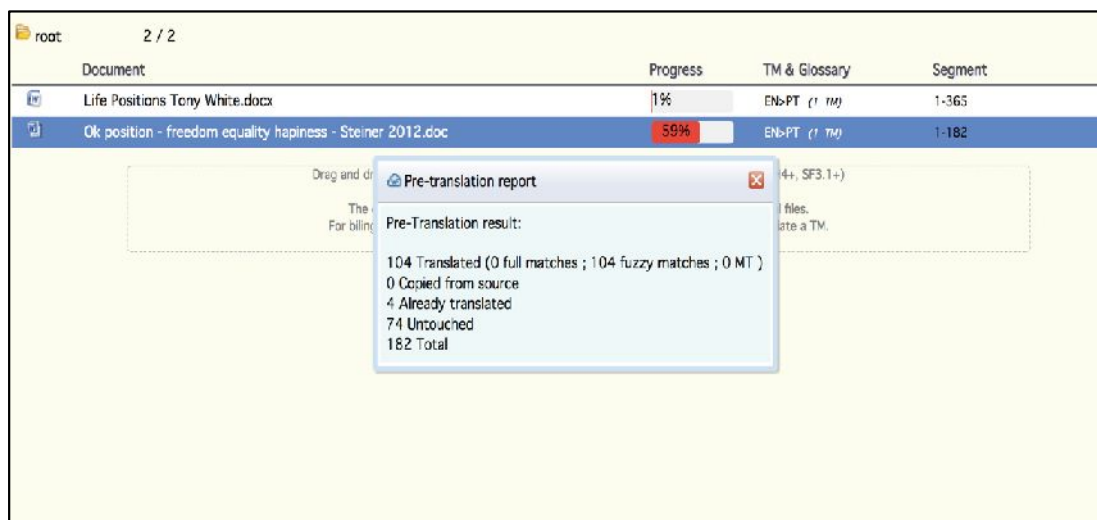 root 2 / 2
Document Progress TM & Glossary Segment
Life Positions Tony White.docx 1% EN>PT (1 TM) 1-365
Ok position - freedom equality hapiness - Steiner 2012.doc 59% EN>PT (1 TM) 1-182
Drag and dr 4+, SF3.1+)
The l files.
For biling ate a TM.
Pre-translation report
Pre-Translation result:
104 Translated (0 full matches ; 104 fuzzy matches ; 0 MT )
0 Copied from source
4 Already translated
74 Untouched
182 Total